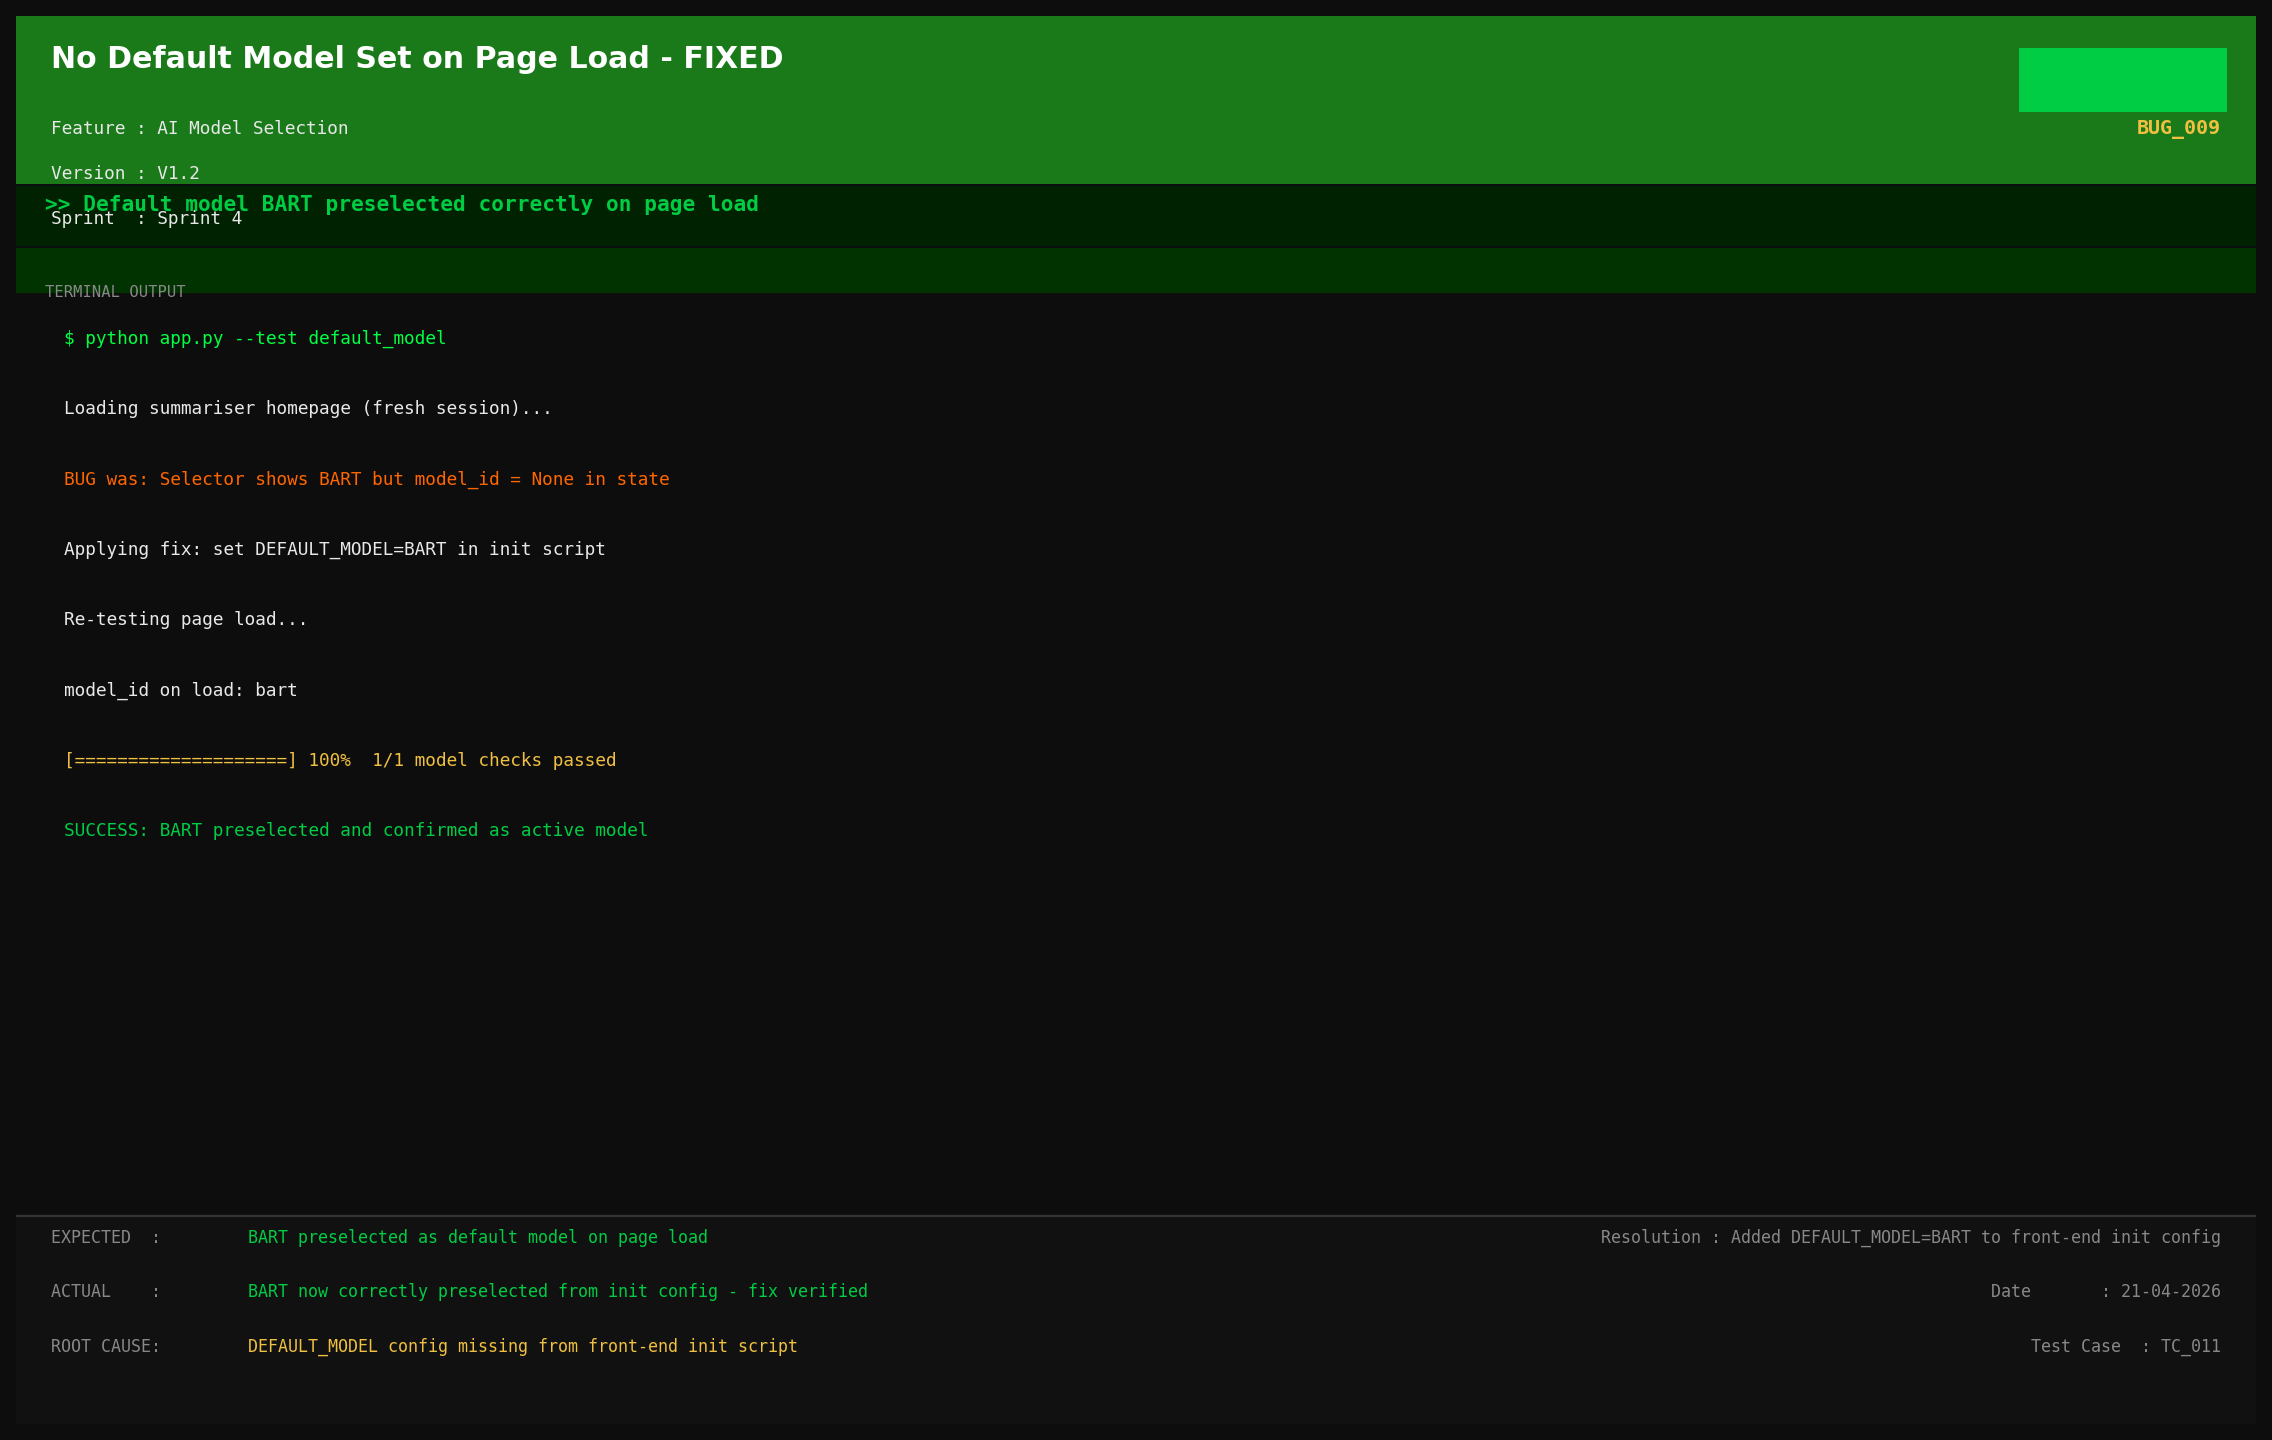 No Default Model Set on Page Load - FIXED
Feature : AI Model Selection
BUG_009
Version : V1.2
>> Default model BART preselected correctly on page load
Sprint  : Sprint 4
TERMINAL OUTPUT
$ python app.py --test default_model
Loading summariser homepage (fresh session)...
BUG was: Selector shows BART but model_id = None in state
Applying fix: set DEFAULT_MODEL=BART in init script
Re-testing page load...
model_id on load: bart
[====================] 100%  1/1 model checks passed
SUCCESS: BART preselected and confirmed as active model
EXPECTED  : BART preselected as default model on page load
Resolution : Added DEFAULT_MODEL=BART to front-end init config
ACTUAL    : BART now correctly preselected from init config - fix verified
Date       : 21-04-2026
ROOT CAUSE: DEFAULT_MODEL config missing from front-end init script
Test Case  : TC_011